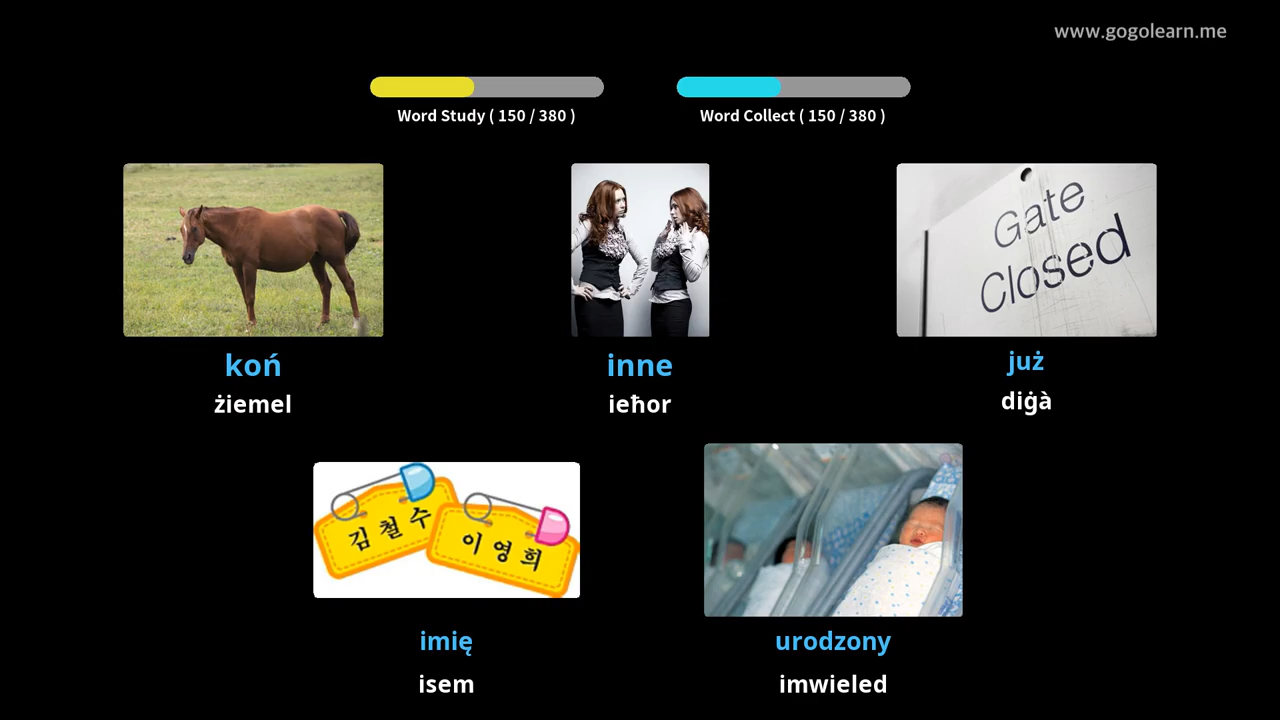 www.gogolearn.me
Word Study ( 150 / 380 )
Word Collect ( 150 / 380 )
Gate
Closed
koń
inne
już
żiemel
ieħor
diġà
김철수
이영희
imię
urodzony
isem
imwieled